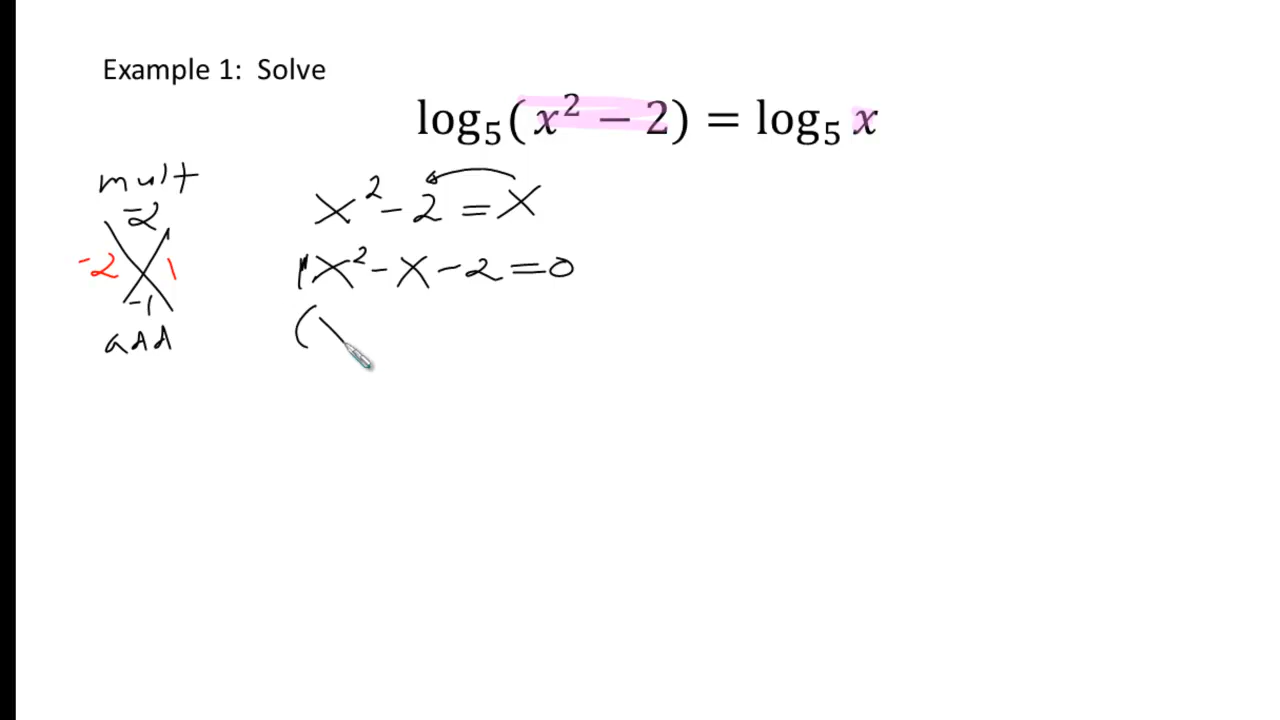 Example 1: Solve
log₅(x² − 2) = log₅ x
mult
-2
-2 1
-1
add
x² - 2 = x
1x² - x - 2 = 0
(